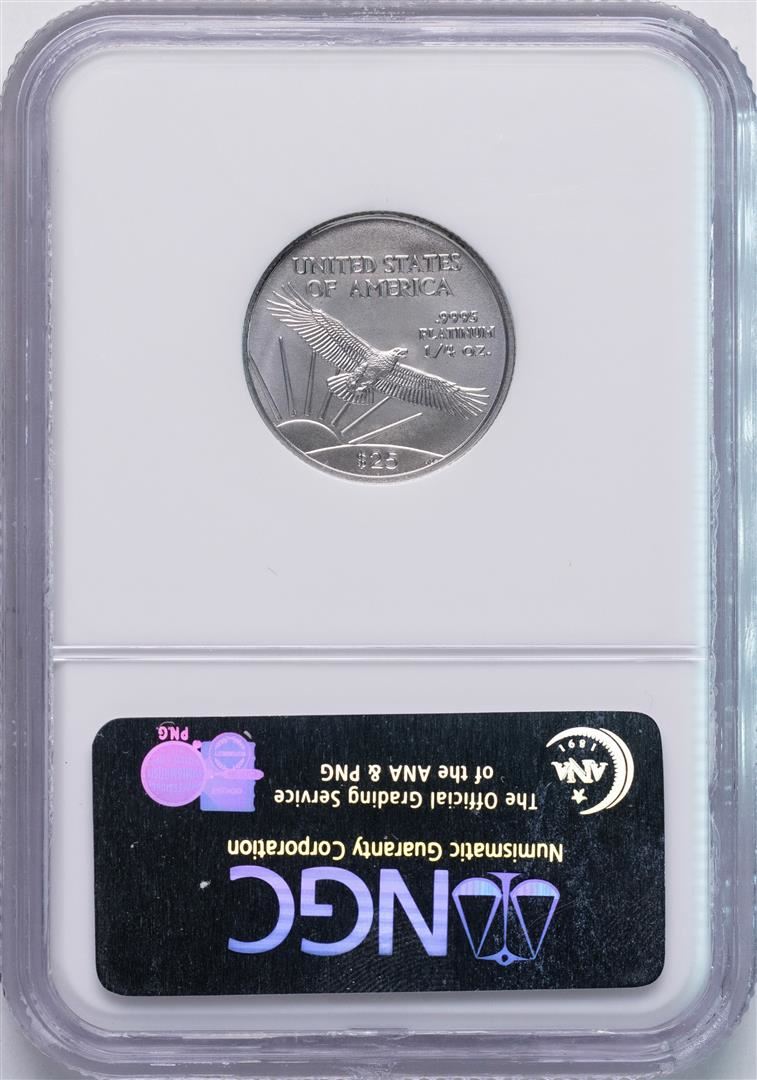 UNITED STATES
OF AMERICA
.9995
PLATINUM
1/4 OZ.
$25
NGC
Numismatic Guaranty Corporation
The Official Grading Service
of the ANA & PNG
ANA
1891
P.N.G.